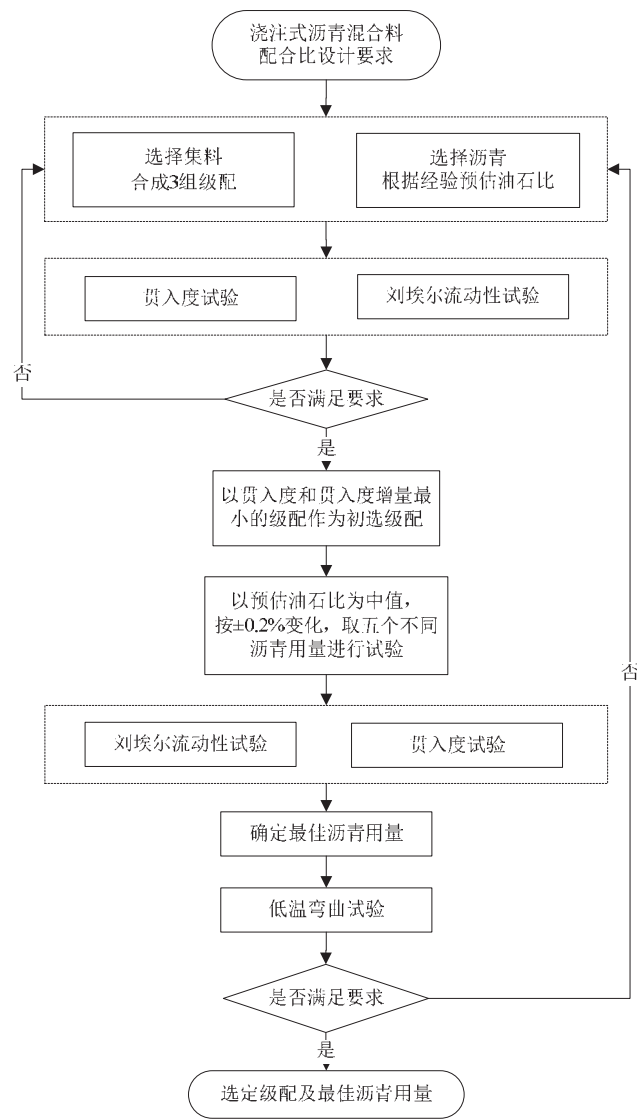 浇注式沥青混合料
配合比设计要求
选择集料
合成3组级配
选择沥青
根据经验预估油石比
贯入度试验
刘埃尔流动性试验
否
是否满足要求
是
以贯入度和贯入度增量最
小的级配作为初选级配
以预估油石比为中值，
按±0.2%变化，取五个不同
沥青用量进行试验
否
刘埃尔流动性试验
贯入度试验
确定最佳沥青用量
低温弯曲试验
是否满足要求
是
选定级配及最佳沥青用量